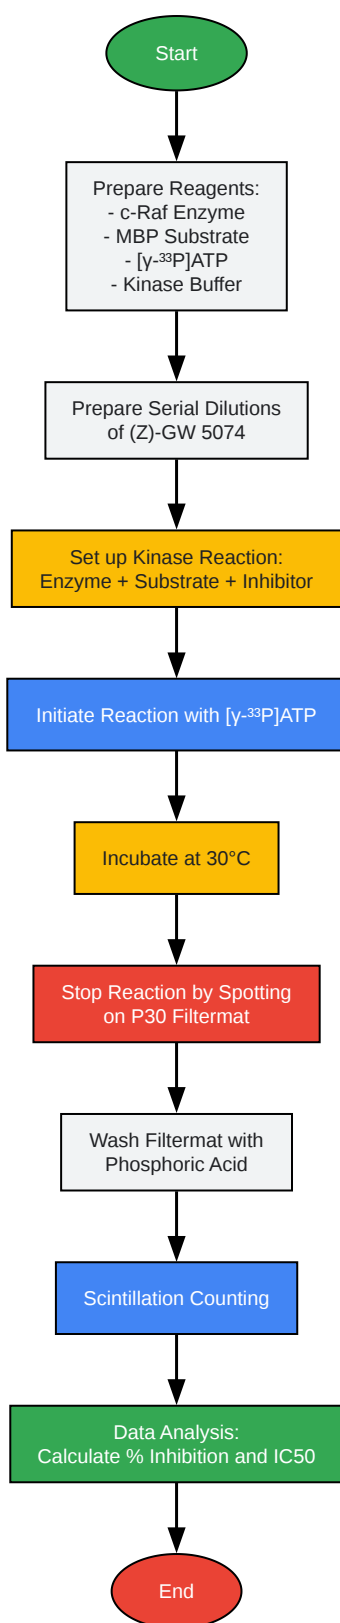 Start
Prepare Reagents:
- c-Raf Enzyme
- MBP Substrate
- [γ-³³P]ATP
- Kinase Buffer
Prepare Serial Dilutions
of (Z)-GW 5074
Set up Kinase Reaction:
Enzyme + Substrate + Inhibitor
Initiate Reaction with [γ-³³P]ATP
Incubate at 30°C
Stop Reaction by Spotting
on P30 Filtermat
Wash Filtermat with
Phosphoric Acid
Scintillation Counting
Data Analysis:
Calculate % Inhibition and IC50
End